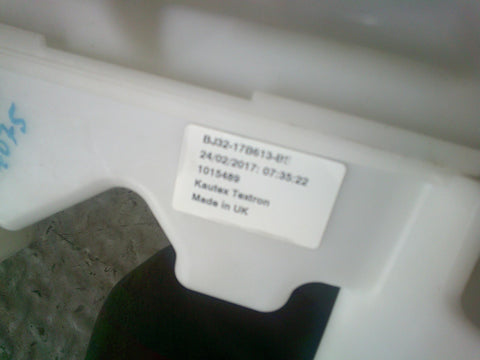 BJ32-17B613-
24/02/2017: 07:35:22
1015489
Kautex Textron
Made in UK